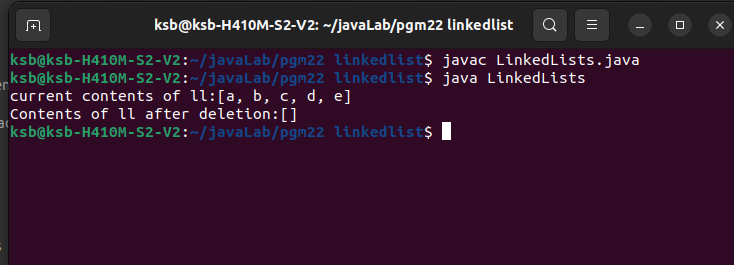 ksb@ksb-H410M-S2-V2: ~/javaLab/pgm22 linkedlist
ksb@ksb-H410M-S2-V2:~/javaLab/pgm22 linkedlist$ javac LinkedLists.java
ksb@ksb-H410M-S2-V2:~/javaLab/pgm22 linkedlist$ java LinkedLists
current contents of ll:[a, b, c, d, e]
Contents of ll after deletion:[]
ksb@ksb-H410M-S2-V2:~/javaLab/pgm22 linkedlist$